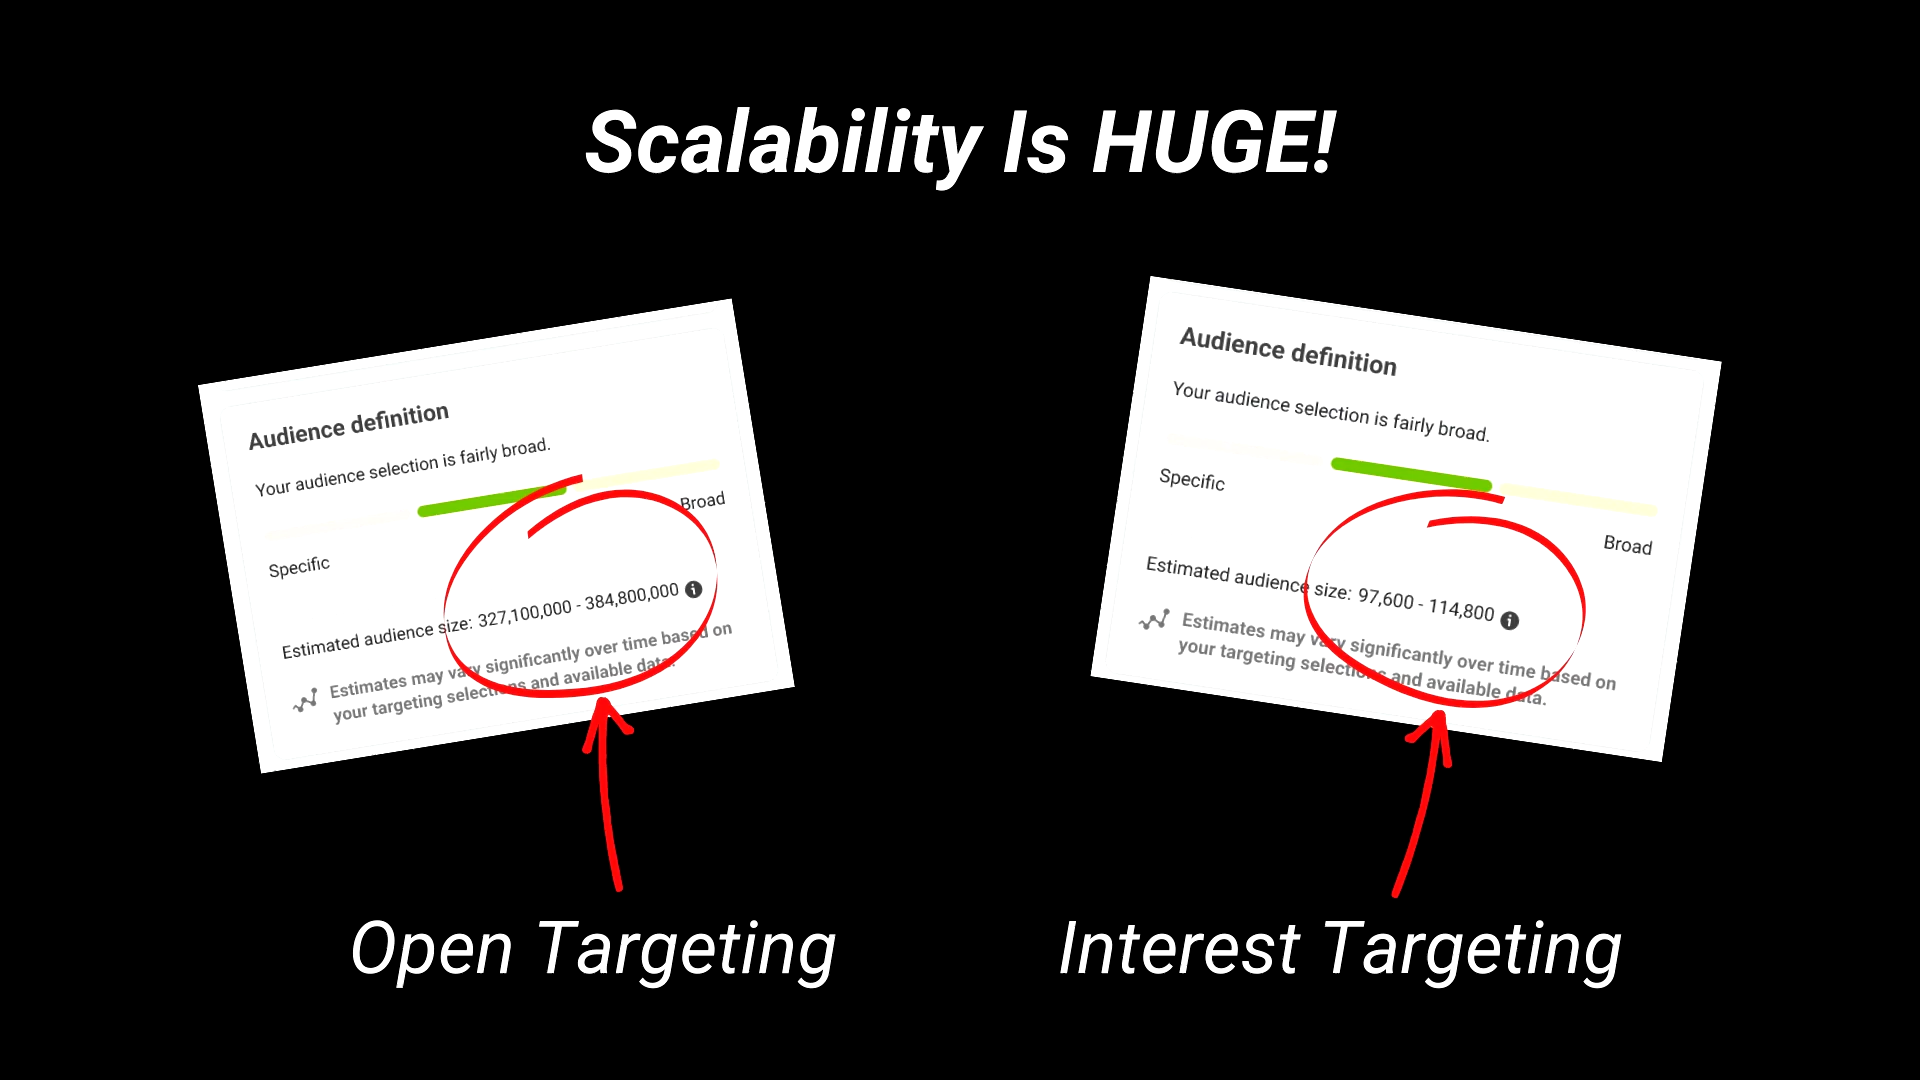 Scalability Is HUGE!
Audience definition
Your audience selection is fairly broad.
Specific
Broad
Estimated audience size: 327,100,000 - 384,800,000
Estimates may vary significantly over time based on
your targeting selections and available data.
Open Targeting
Audience definition
Your audience selection is fairly broad.
Specific
Broad
Estimated audience size: 97,600 - 114,800
Estimates may vary significantly over time based on
your targeting selections and available data.
Interest Targeting